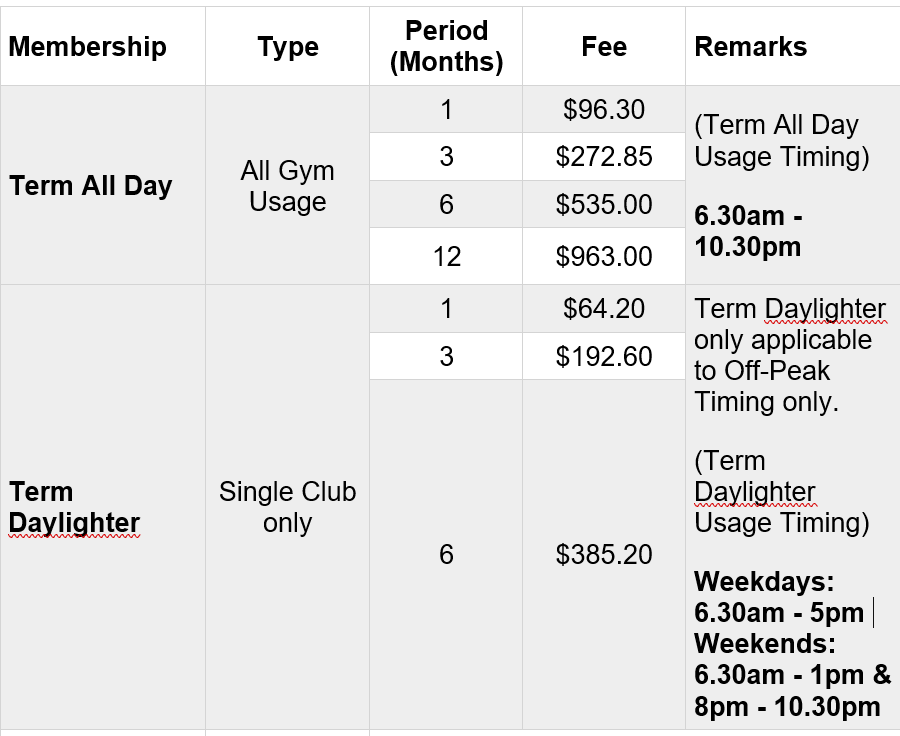 Membership
Type
Period
(Months)
Fee
Remarks
Term All Day
All Gym
Usage
1
$96.30
3
$272.85
6
$535.00
12
$963.00
(Term All Day
Usage Timing)
6.30am -
10.30pm
Term
Daylighter
Single Club
only
1
$64.20
3
$192.60
6
$385.20
Term Daylighter
only applicable
to Off-Peak
Timing only.
(Term
Daylighter
Usage Timing)
Weekdays:
6.30am - 5pm
Weekends:
6.30am - 1pm &
8pm - 10.30pm